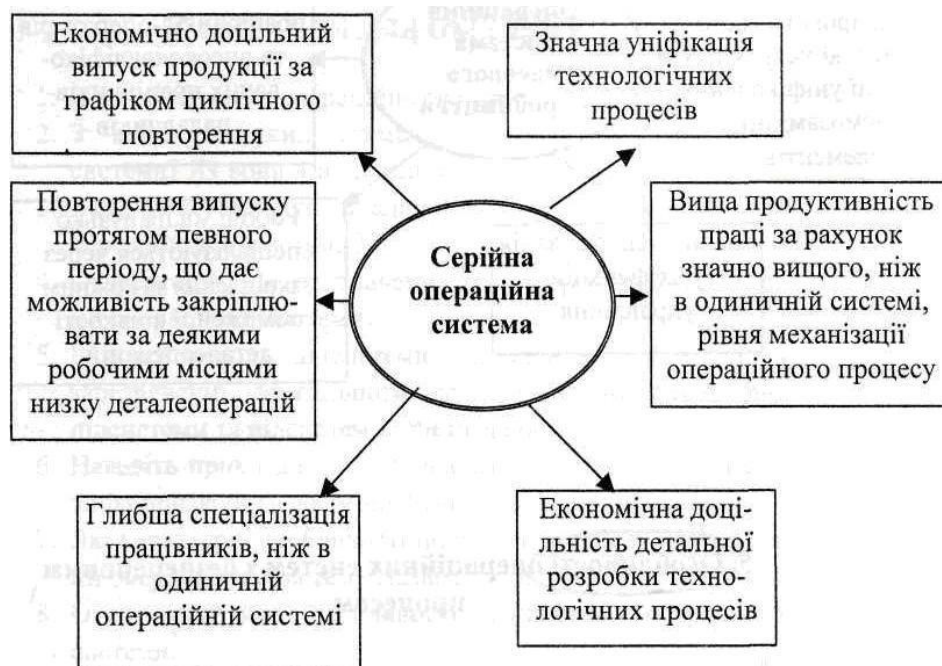 Економічно доцільний
випуск продукції за
графіком циклічного
повторення
Значна уніфікація
технологічних
процесів
Повторення випуску
протягом певного
періоду, що дає
можливість закріплю-
вати за деякими
робочими місцями
низку деталеоперацій
Серійна
операційна
система
Вища продуктивність
праці за рахунок
значно вищого, ніж
в одиничній системі,
рівня механізації
операційного процесу
Глибша спеціалізація
працівників, ніж в
одиничній
операційній системі
Економічна доці-
льність детальної
розробки техно-
логічних процесів